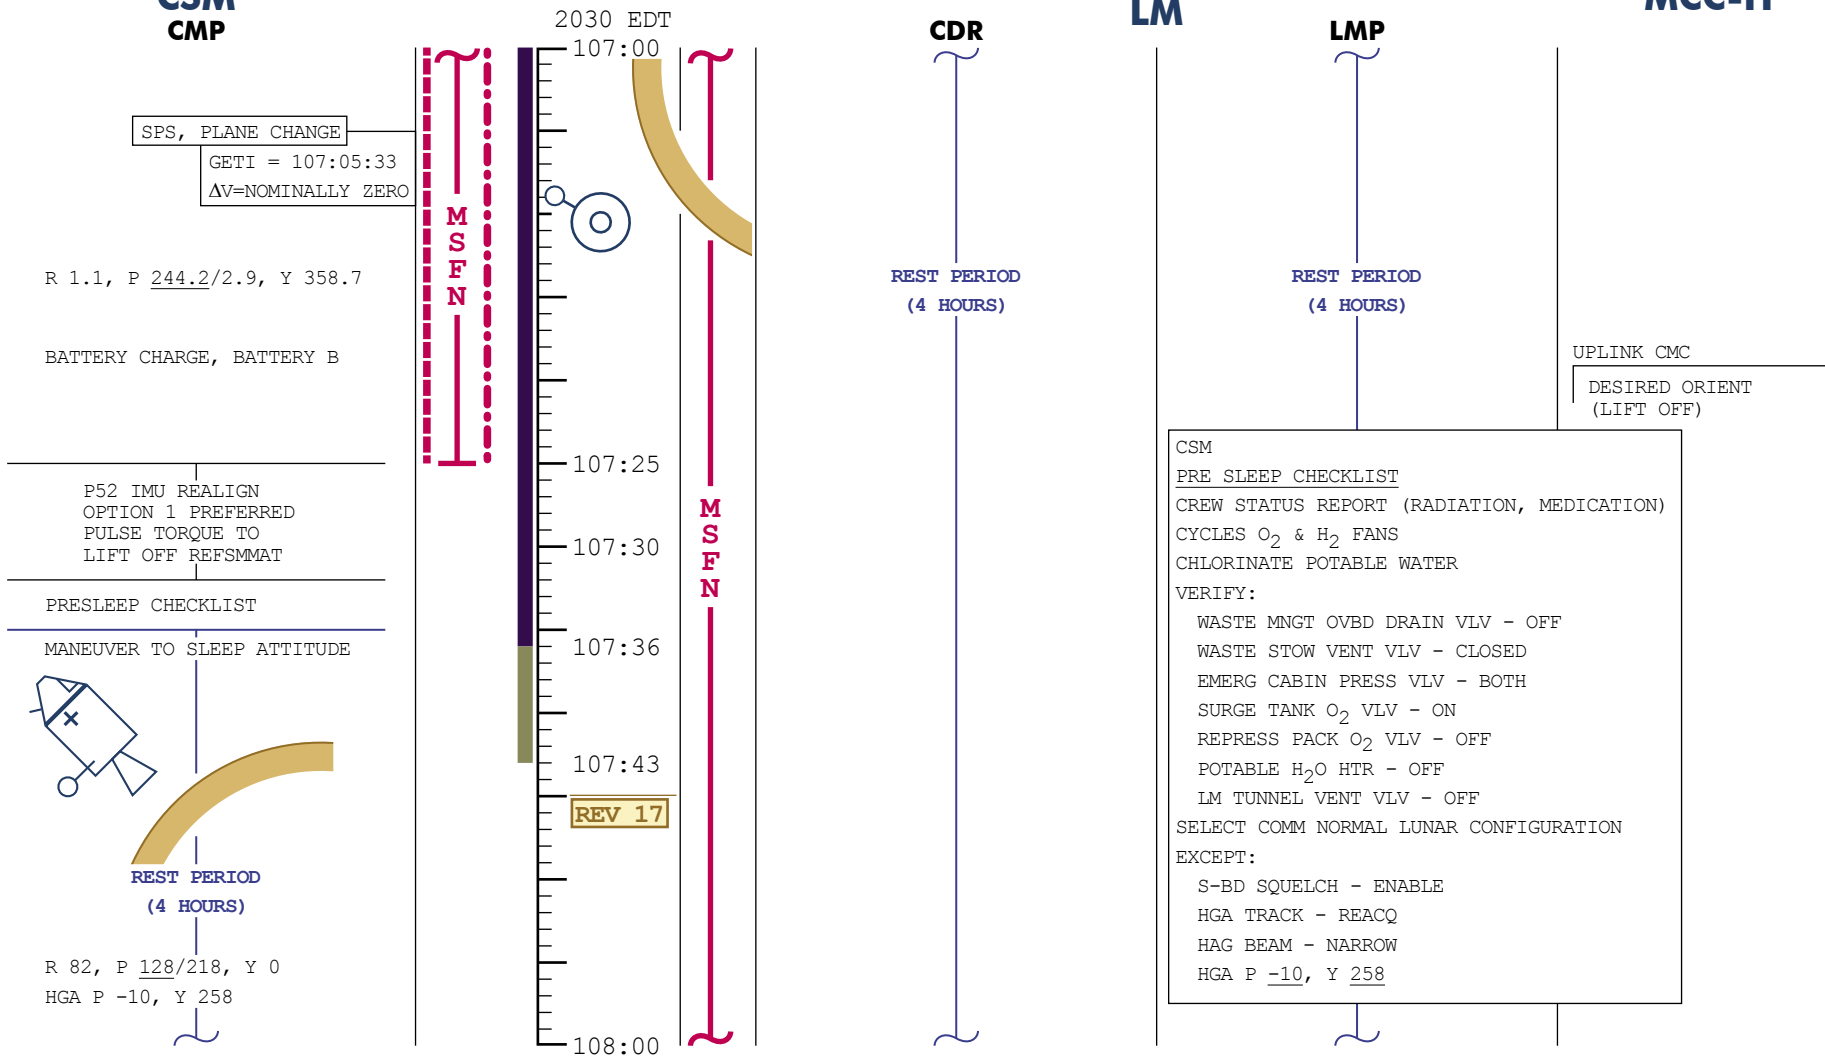 CSM
CMP
2030 EDT
LM
CDR
LMP
MCC-H
107:00
SPS, PLANE CHANGE
GETI = 107:05:33
ΔV=NOMINALLY ZERO
MSFN
R 1.1, P 244.2/2.9, Y 358.7
BATTERY CHARGE, BATTERY B
REST PERIOD
(4 HOURS)
REST PERIOD
(4 HOURS)
UPLINK CMC
DESIRED ORIENT
(LIFT OFF)
107:25
P52 IMU REALIGN
OPTION 1 PREFERRED
PULSE TORQUE TO
LIFT OFF REFSMMAT
107:30
MSFN
PRESLEEP CHECKLIST
107:36
MANEUVER TO SLEEP ATTITUDE
107:43
REV 17
REST PERIOD
(4 HOURS)
R 82, P 128/218, Y 0
HGA P -10, Y 258
108:00
CSM
PRE SLEEP CHECKLIST
CREW STATUS REPORT (RADIATION, MEDICATION)
CYCLES O2 & H2 FANS
CHLORINATE POTABLE WATER
VERIFY:
WASTE MNGT OVBD DRAIN VLV - OFF
WASTE STOW VENT VLV - CLOSED
EMERG CABIN PRESS VLV - BOTH
SURGE TANK O2 VLV - ON
REPRESS PACK O2 VLV - OFF
POTABLE H2O HTR - OFF
LM TUNNEL VENT VLV - OFF
SELECT COMM NORMAL LUNAR CONFIGURATION
EXCEPT:
S-BD SQUELCH - ENABLE
HGA TRACK - REACQ
HAG BEAM - NARROW
HGA P -10, Y 258